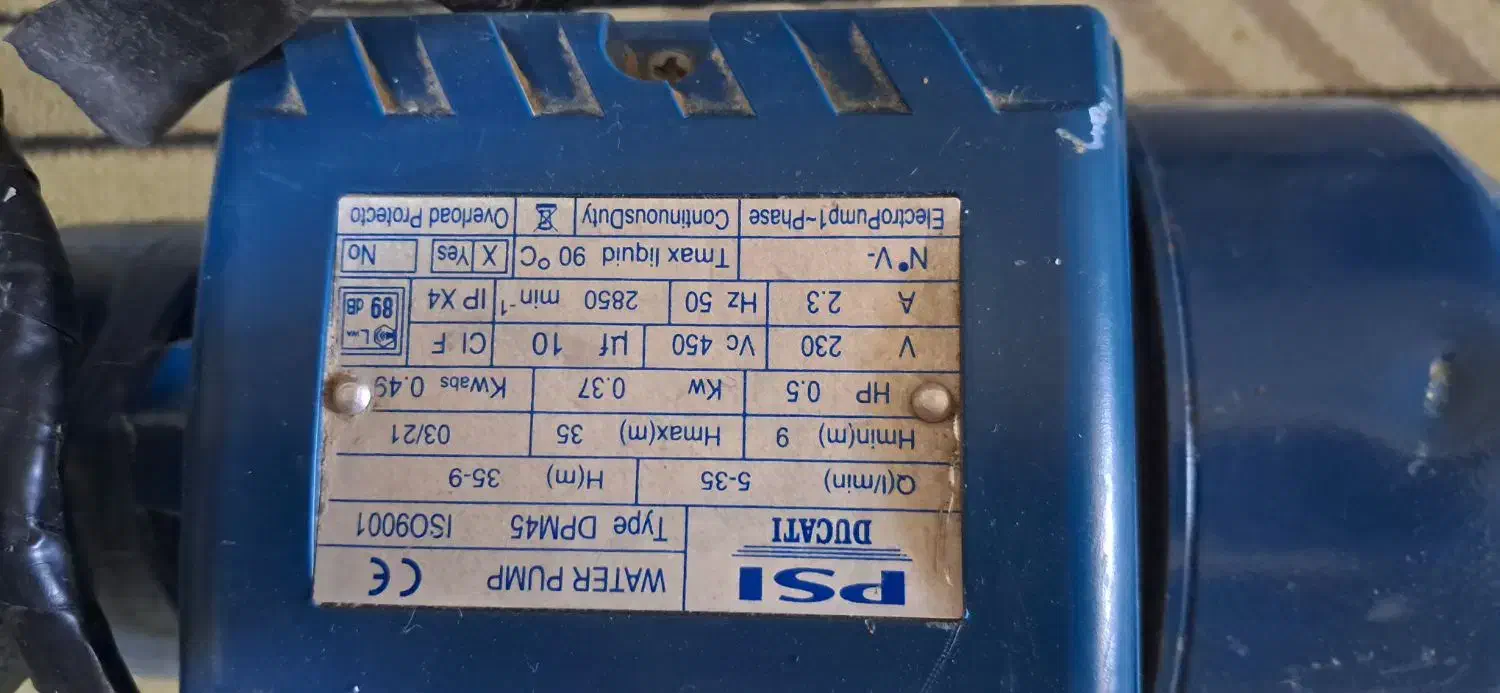 PSI
DUCATI
WATER PUMP CE
Type DPM45 ISO9001
Q(l/min) 5-35 H(m) 35-9
Hmin(m) 9 Hmax(m) 35 03/21
HP 0.5 Kw 0.37 Kwabs 0.49
V 230 Vc 450 µf 10 Cl F
A 2.3 Hz 50 2850 min-1 IP X4
LWA
89 dB
N°V- Tmax liquid 90 °C X Yes No
ElectroPump1~Phase ContinuousDuty Overload Protecto